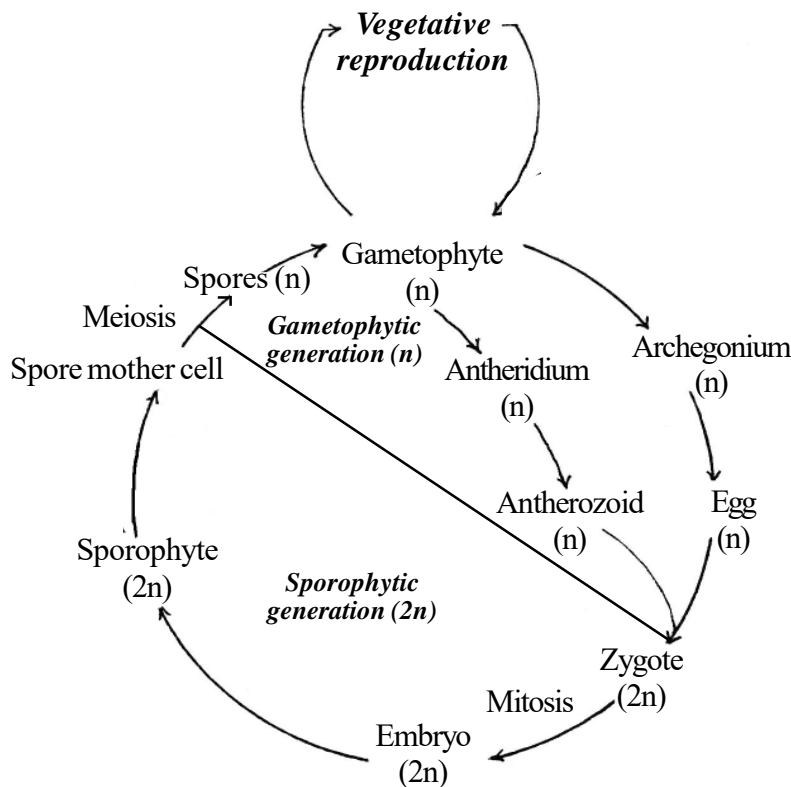 Vegetative
reproduction
Gametophyte
(n)
Spores (n)
Meiosis
Gametophytic
generation (n)
Archegonium
(n)
Spore mother cell
Antheridium
(n)
Antherozoid
(n)
Egg
(n)
Sporophyte
(2n)
Sporophytic
generation (2n)
Zygote
(2n)
Mitosis
Embryo
(2n)